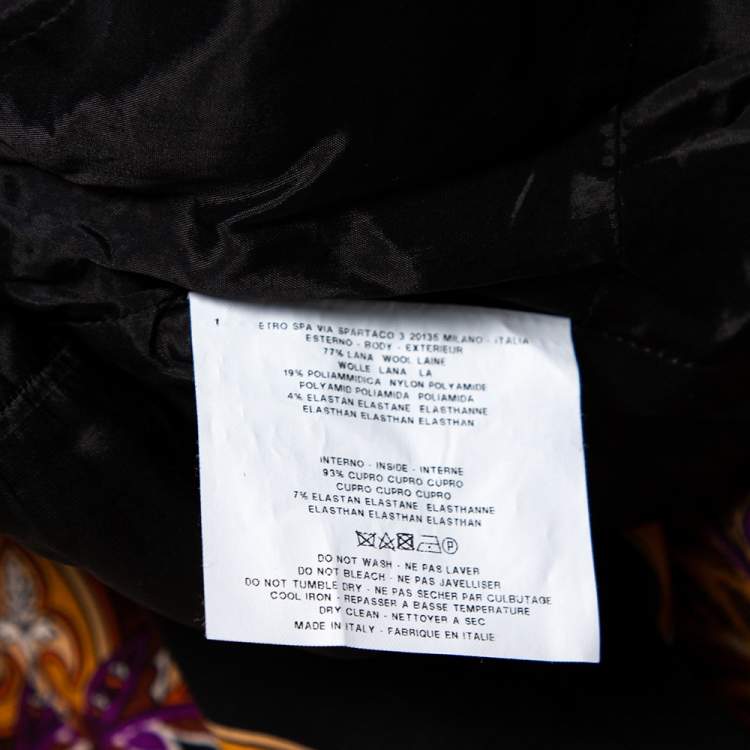 1
ETRO SPA VIA SPARTACO 3 20135 MILANO - ITALIA
ESTERNO - BODY - EXTERIEUR
77% LANA WOOL LAINE
WOLLE LANA LA
19% POLIAMMIDICA NYLON POLYAMIDE
POLYAMID POLIAMIDA POLIAMIDA
4% ELASTAN ELASTANE ELASTHANNE
ELASTHAN ELASTHAN ELASTHAN
INTERNO - INSIDE - INTERNE
93% CUPRO CUPRO CUPRO
CUPRO CUPRO CUPRO
7% ELASTAN ELASTANE ELASTHANNE
ELASTHAN ELASTHAN ELASTHAN
P
DO NOT WASH - NE PAS LAVER
DO NOT BLEACH - NE PAS JAVELLISER
DO NOT TUMBLE DRY - NE PAS SECHER PAR CULBUTAGE
COOL IRON - REPASSER A BASSE TEMPERATURE
DRY CLEAN - NETTOYER A SEC
MADE IN ITALY - FABRIQUE EN ITALIE